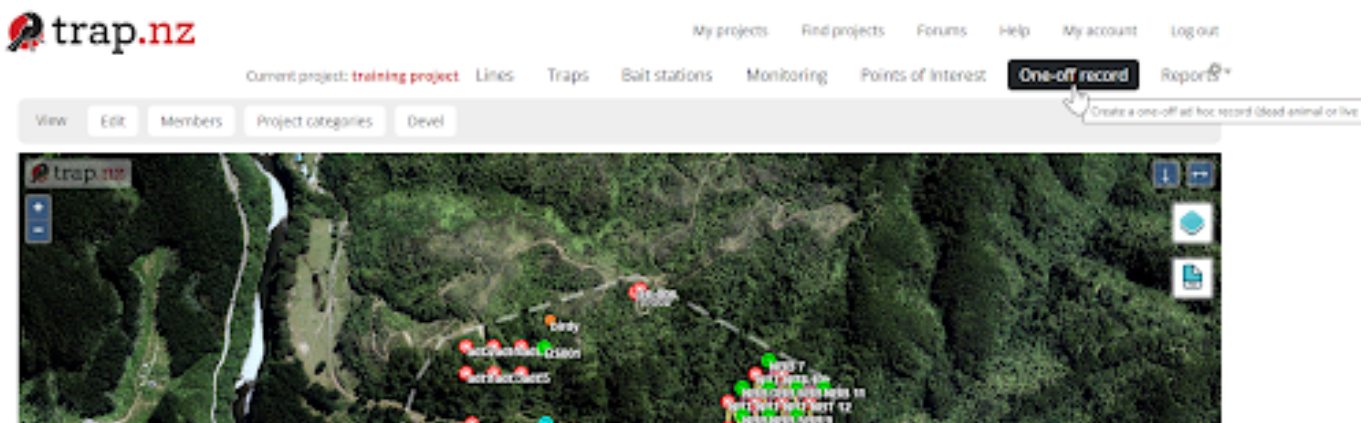 trap.nz
My projects Find projects Forums Help My account Log out
Current project: training project Lines Traps Bait stations Monitoring Points of Interest One-off record Reports
Create a one-off ad hoc record (dead animal or live
View Edit Members Project categories Devel
trap.nz
+
-
birdy